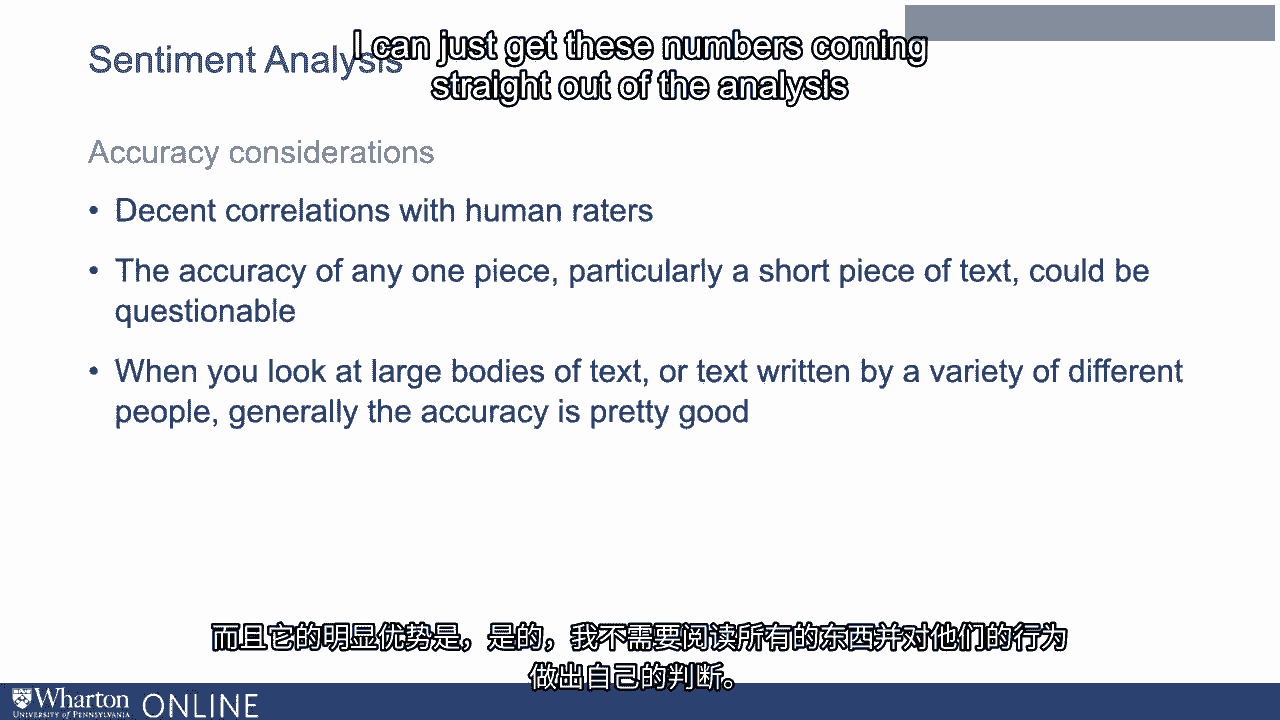 I can just get these numbers coming
straight out of the analysis
Sentiment Analysis
Accuracy considerations
• Decent correlations with human raters
• The accuracy of any one piece, particularly a short piece of text, could be
questionable
• When you look at large bodies of text, or text written by a variety of different
people, generally the accuracy is pretty good
而且它的明显优势是，是的，我不需要阅读所有的东西并对他们的行为
做出自己的判断。
Wharton ONLINE
UNIVERSITY of PENNSYLVANIA